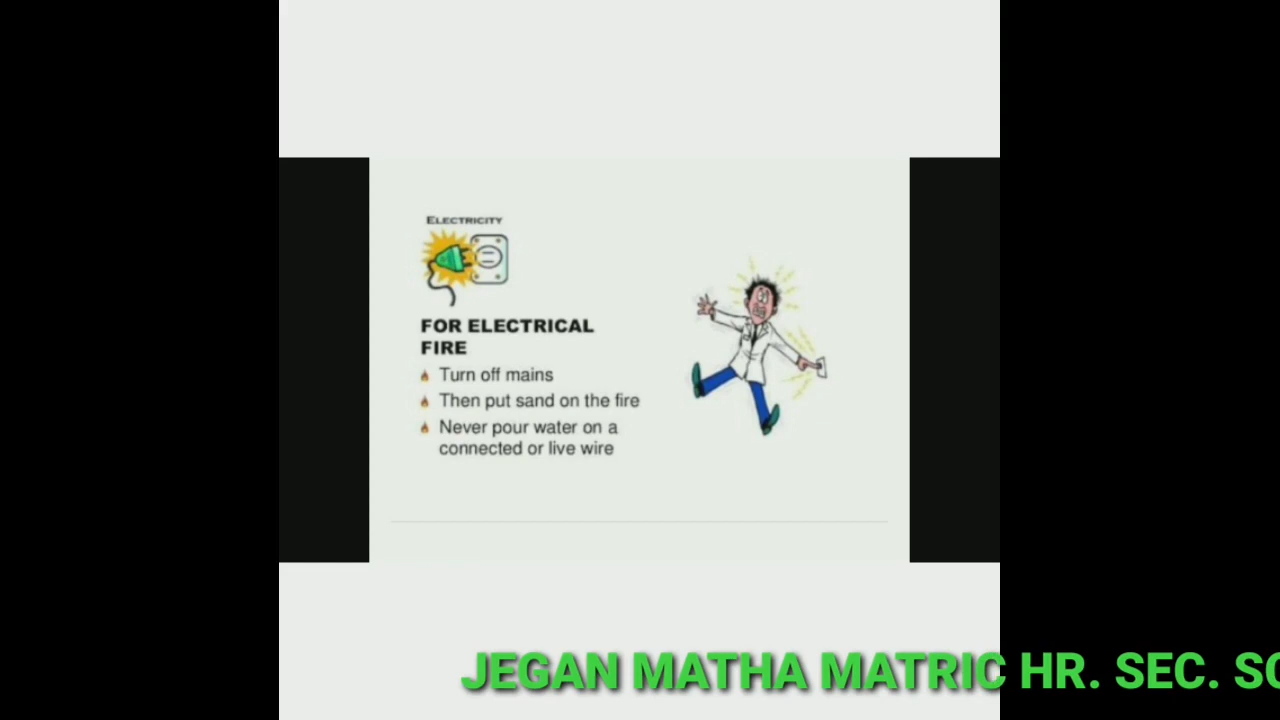 ELECTRICITY
FOR ELECTRICAL
FIRE
Turn off mains
Then put sand on the fire
Never pour water on a
connected or live wire
JEGAN MATHA MATRIC HR. SEC. SC